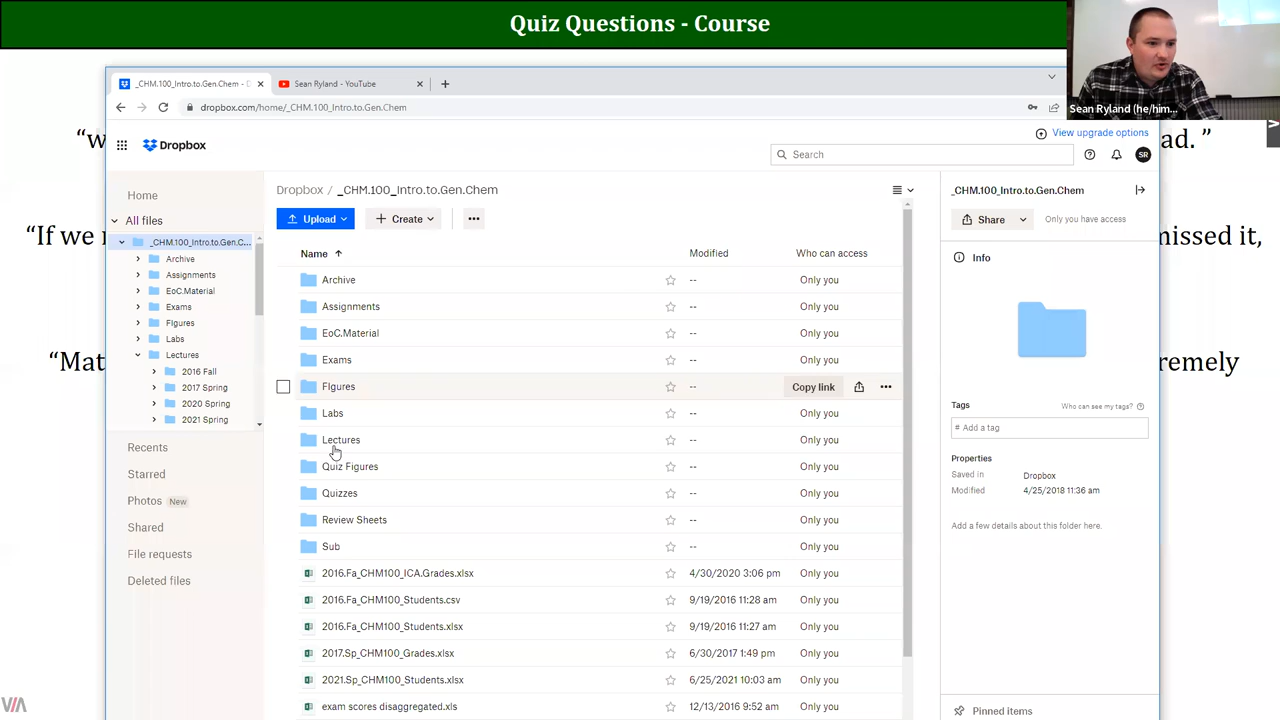 Quiz Questions - Course
_CHM.100_Intro.to.Gen.Chem - D
Sean Ryland - YouTube
dropbox.com/home/_CHM.100_Intro.to.Gen.Chem
Sean Ryland (he/him...
“w
ad. ”
“If we
missed it,
“Mat
remely
Dropbox
View upgrade options
Search
SR
Home
All files
_CHM.100_Intro.to.Gen.C...
Archive
Assignments
EoC.Material
Exams
FIgures
Labs
Lectures
2016 Fall
2017 Spring
2020 Spring
2021 Spring
Recents
Starred
Photos New
Shared
File requests
Deleted files
Dropbox / _CHM.100_Intro.to.Gen.Chem
Upload
Create
Name Modified Who can access
Archive -- Only you
Assignments -- Only you
EoC.Material -- Only you
Exams -- Only you
FIgures -- Copy link
Labs -- Only you
Lectures -- Only you
Quiz Figures -- Only you
Quizzes -- Only you
Review Sheets -- Only you
Sub -- Only you
2016.Fa_CHM100_ICA.Grades.xlsx 4/30/2020 3:06 pm Only you
2016.Fa_CHM100_Students.csv 9/19/2016 11:28 am Only you
2016.Fa_CHM100_Students.xlsx 9/19/2016 11:27 am Only you
2017.Sp_CHM100_Grades.xlsx 6/30/2017 1:49 pm Only you
2021.Sp_CHM100_Students.xlsx 6/25/2021 10:03 am Only you
exam scores disaggregated.xls 12/13/2016 9:52 am Only you
_CHM.100_Intro.to.Gen.Chem
Share
Only you have access
Info
Tags
Who can see my tags?
# Add a tag
Properties
Saved in Dropbox
Modified 4/25/2018 11:36 am
Add a few details about this folder here.
Pinned items
VIA